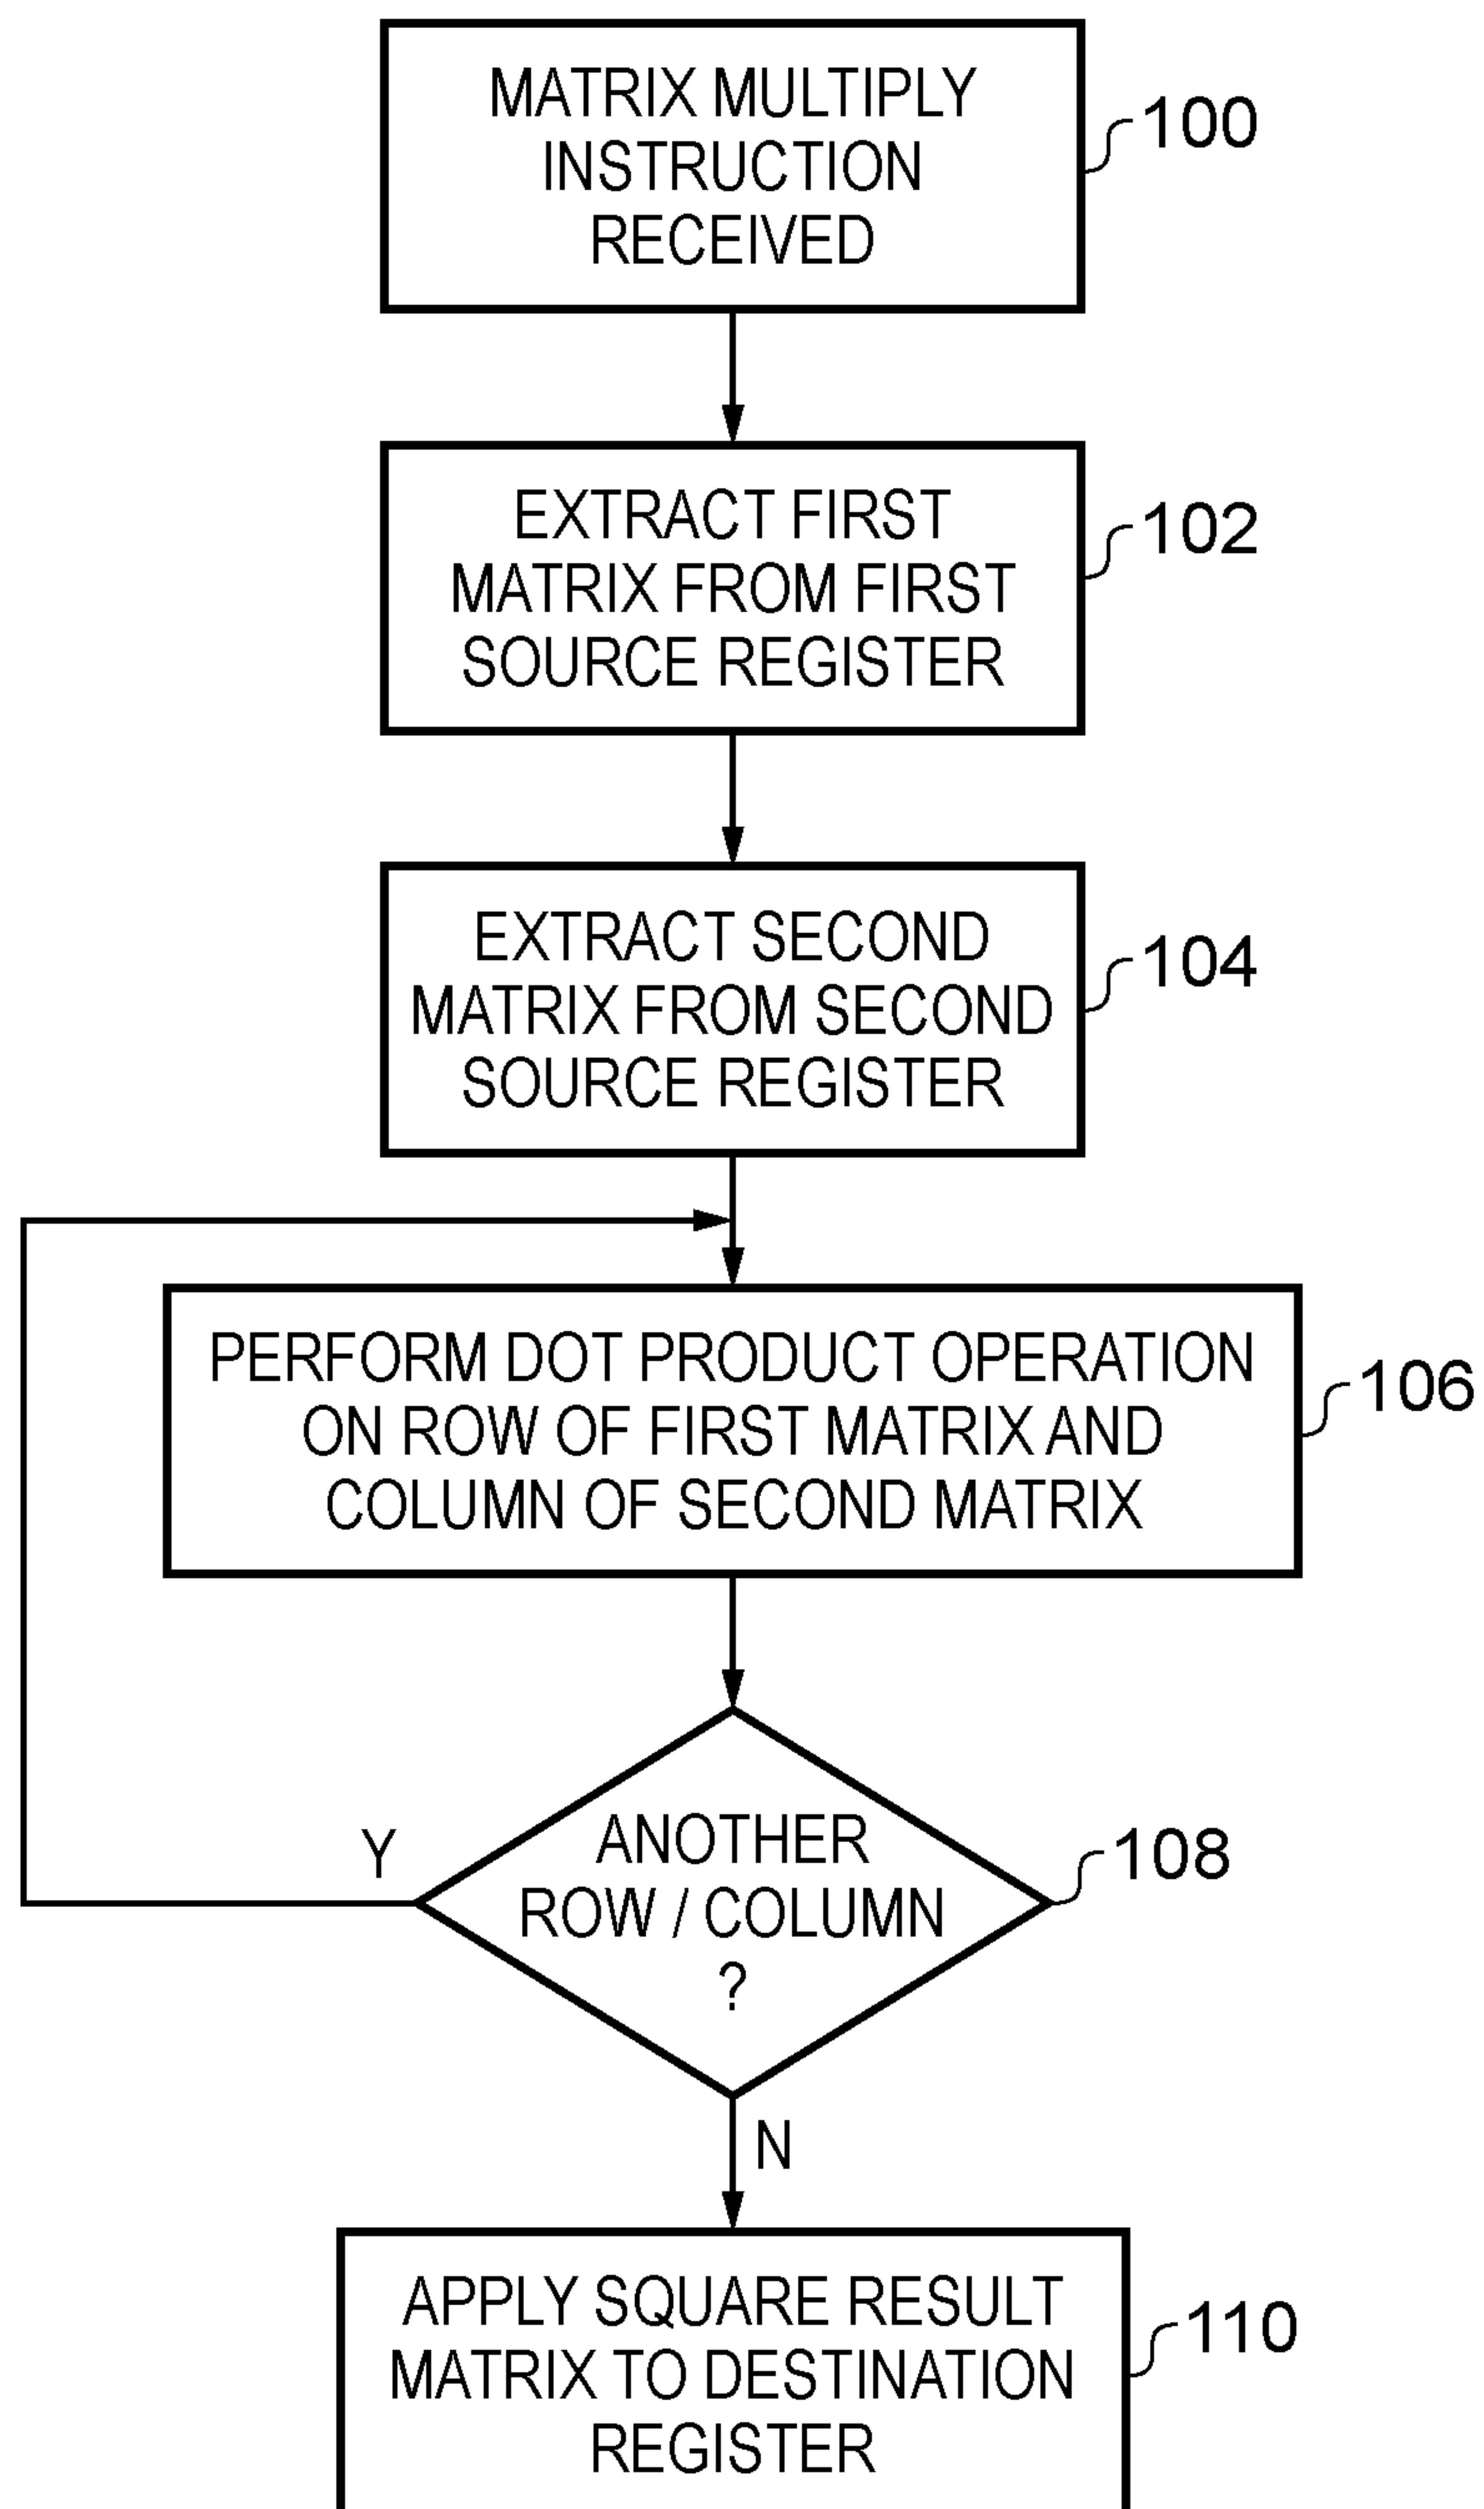 MATRIX MULTIPLY
INSTRUCTION
RECEIVED
100
EXTRACT FIRST
MATRIX FROM FIRST
SOURCE REGISTER
102
EXTRACT SECOND
MATRIX FROM SECOND
SOURCE REGISTER
104
PERFORM DOT PRODUCT OPERATION
ON ROW OF FIRST MATRIX AND
COLUMN OF SECOND MATRIX
106
ANOTHER
ROW / COLUMN
?
108
Y
N
APPLY SQUARE RESULT
MATRIX TO DESTINATION
REGISTER
110